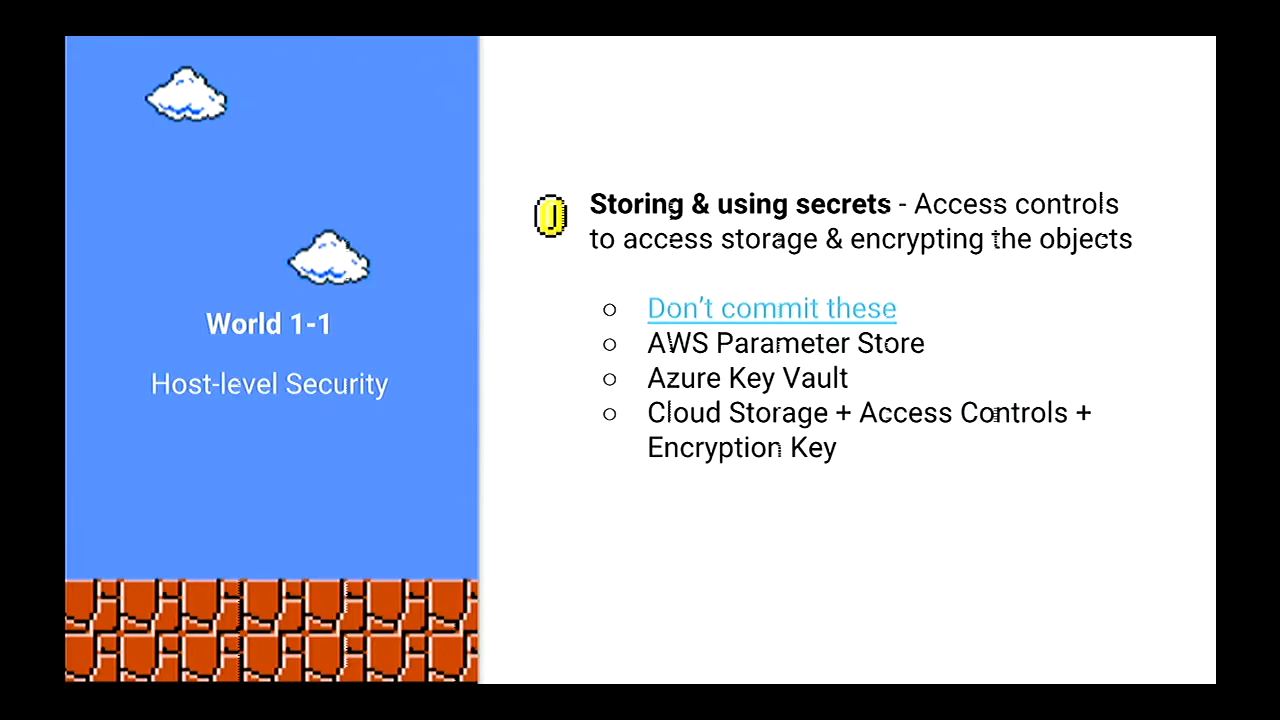 World 1-1
Host-level Security
Storing & using secrets - Access controls
to access storage & encrypting the objects
○ Don't commit these
○ AWS Parameter Store
○ Azure Key Vault
○ Cloud Storage + Access Controls +
Encryption Key